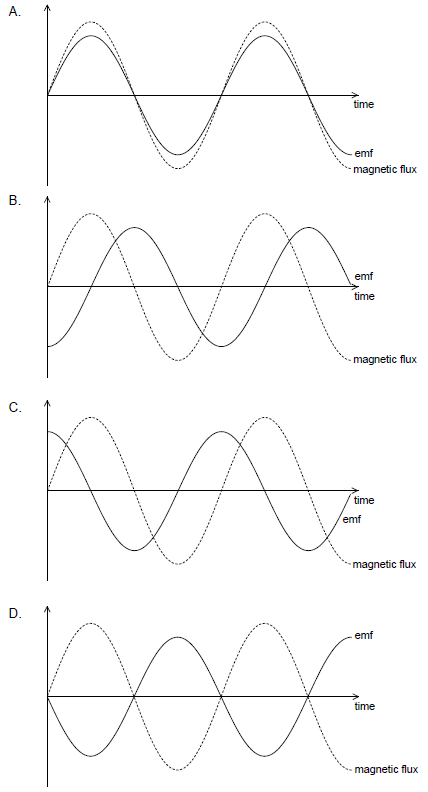 A.
time
emf
magnetic flux
B.
emf
time
magnetic flux
C.
time
emf
magnetic flux
D.
emf
time
magnetic flux